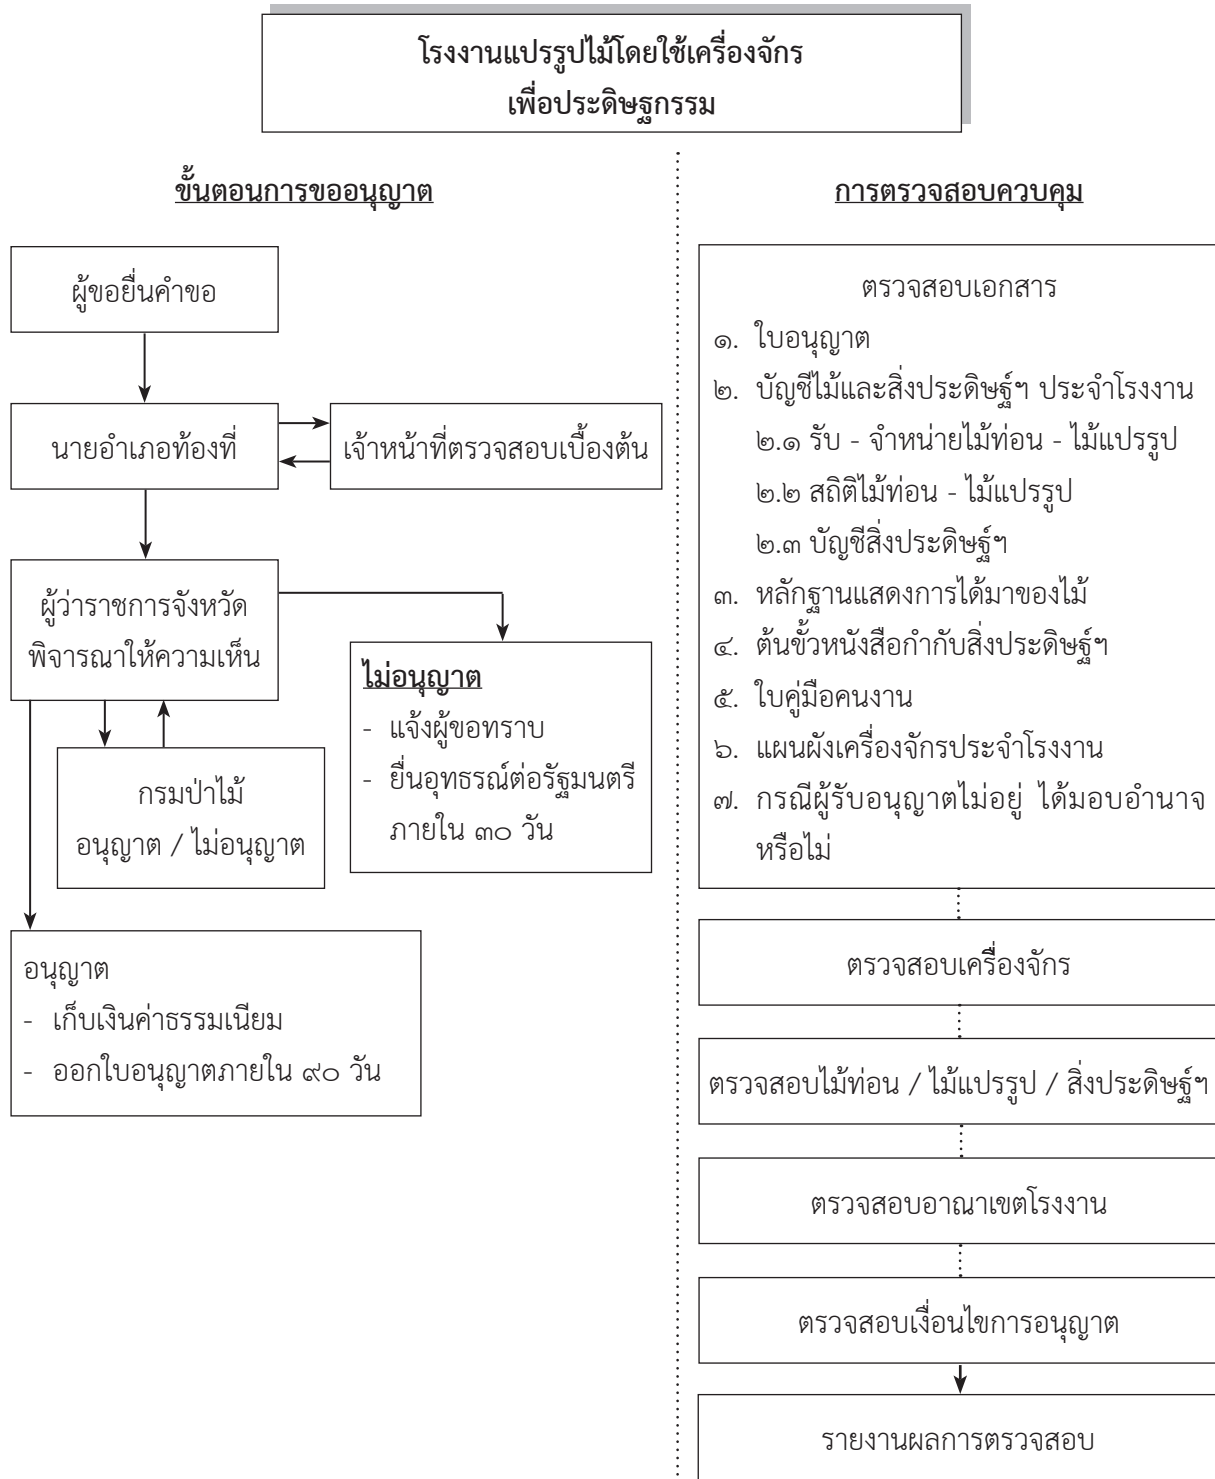 โรงงานแปรรูปไม้โดยใช้เครื่องจักร
เพื่อประดิษฐกรรม
ขั้นตอนการขออนุญาต
ผู้ขอยื่นคำขอ
นายอำเภอท้องที่
เจ้าหน้าที่ตรวจสอบเบื้องต้น
ผู้ว่าราชการจังหวัด
พิจารณาให้ความเห็น
ไม่อนุญาต
- แจ้งผู้ขอทราบ
- ยื่นอุทธรณ์ต่อรัฐมนตรี
ภายใน ๓๐ วัน
กรมป่าไม้
อนุญาต / ไม่อนุญาต
อนุญาต
- เก็บเงินค่าธรรมเนียม
- ออกใบอนุญาตภายใน ๙๐ วัน
การตรวจสอบควบคุม
ตรวจสอบเอกสาร
๑. ใบอนุญาต
๒. บัญชีไม้และสิ่งประดิษฐ์ฯ ประจำโรงงาน
๒.๑ รับ - จำหน่ายไม้ท่อน - ไม้แปรรูป
๒.๒ สถิติไม้ท่อน - ไม้แปรรูป
๒.๓ บัญชีสิ่งประดิษฐ์ฯ
๓. หลักฐานแสดงการได้มาของไม้
๔. ต้นขั้วหนังสือกำกับสิ่งประดิษฐ์ฯ
๕. ใบคู่มือคนงาน
๖. แผนผังเครื่องจักรประจำโรงงาน
๗. กรณีผู้รับอนุญาตไม่อยู่ ได้มอบอำนาจ
หรือไม่
ตรวจสอบเครื่องจักร
ตรวจสอบไม้ท่อน / ไม้แปรรูป / สิ่งประดิษฐ์ฯ
ตรวจสอบอาณาเขตโรงงาน
ตรวจสอบเงื่อนไขการอนุญาต
รายงานผลการตรวจสอบ